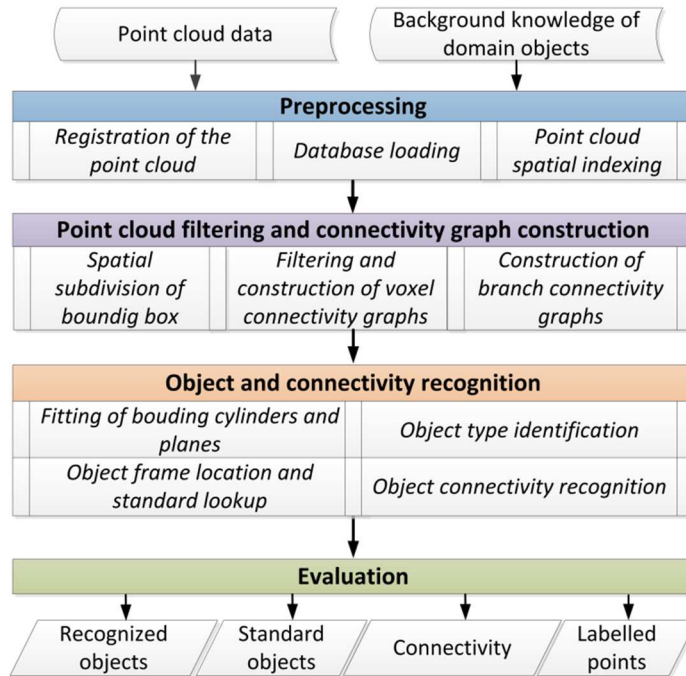 Point cloud data
Background knowledge of
domain objects
Preprocessing
Registration of the
point cloud
Database loading
Point cloud
spatial indexing
Point cloud filtering and connectivity graph construction
Spatial
subdivision of
boundig box
Filtering and
construction of voxel
connectivity graphs
Construction of
branch connectivity
graphs
Object and connectivity recognition
Fitting of bouding cylinders and
planes
Object type identification
Object frame location and
standard lookup
Object connectivity recognition
Evaluation
Recognized
objects
Standard
objects
Connectivity
Labelled
points